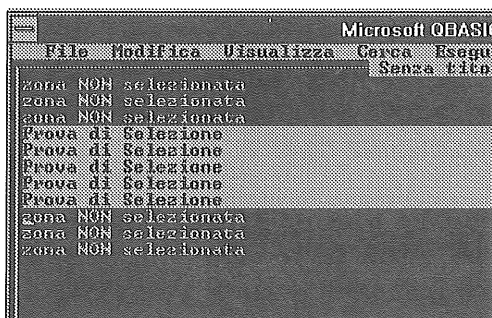 Microsoft QBASIC
File Modifica Visualizza Cerca Esegu
Senza tito
zona NON selezionata
zona NON selezionata
zona NON selezionata
Prova di Selezione
Prova di Selezione
Prova di Selezione
Prova di Selezione
Prova di Selezione
zona NON selezionata
zona NON selezionata
zona NON selezionata